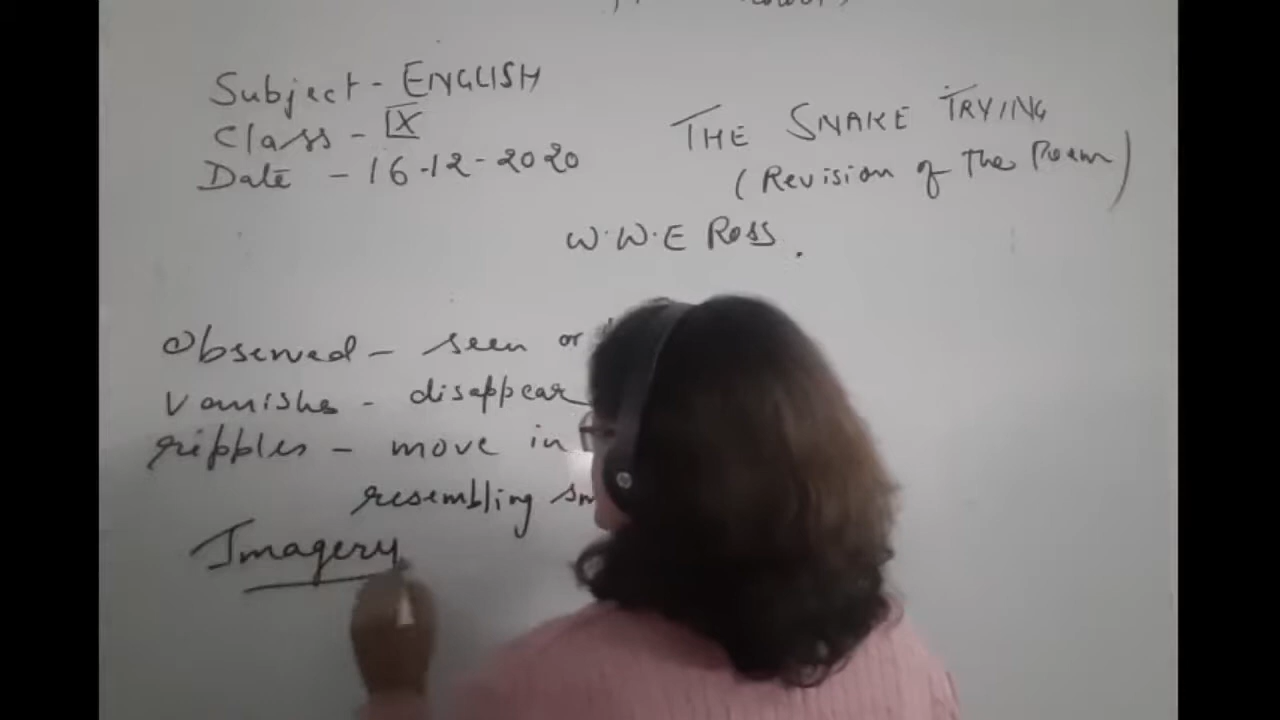 Subject - ENGLISH
Class - IX
Date - 16-12-2020
THE SNAKE TRYING
(Revision of the Poem)
W.W.E Ross.
Observed - seen or
vanishes - disappear
ripples - move in
resembling
Imagery